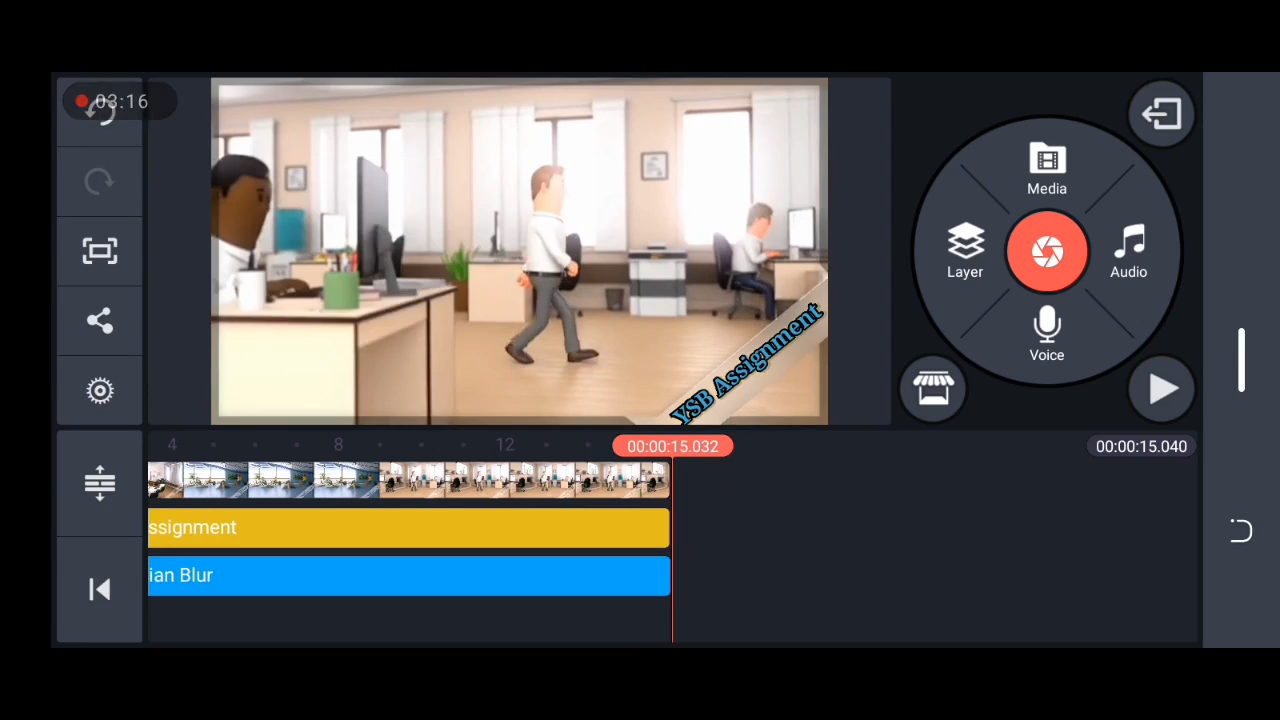 03:16
Media
Layer
Audio
Voice
YSB Assignment
4
8
12
00:00:15.032
00:00:15.040
ssignment
ian Blur